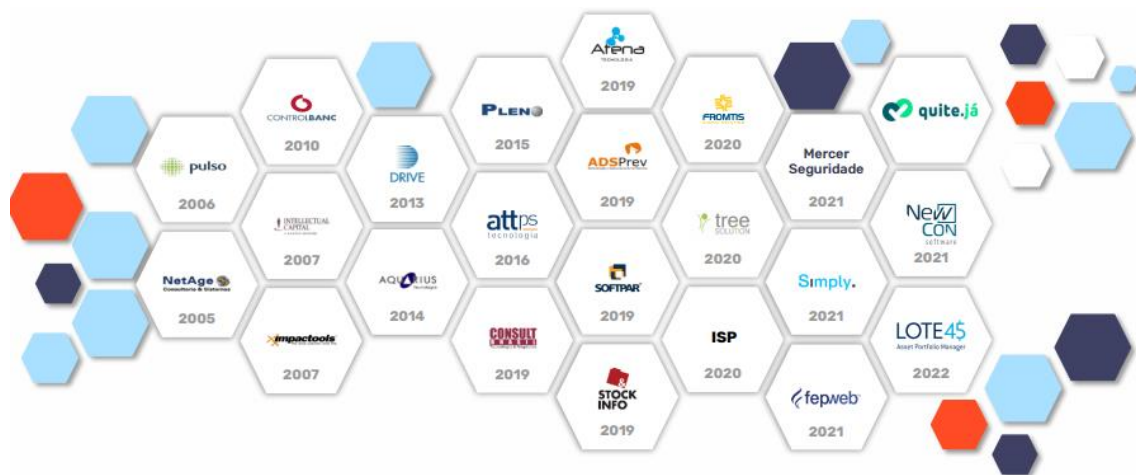 pulso
2006
NetAge
Consultoria & Sistemas
2005
CONTROLBANC
2010
INTELLECTUAL
CAPITAL
2007
impactools
2007
DRIVE
2013
AQUARIUS
2014
PLENO
2015
attps
tecnologia
2016
CONSULT
BRASIL
2019
Atena
TECNOLOGIA
2019
ADSPrev
2019
SOFTPAR
2019
&
STOCK
INFO
2019
FROMTIS
2020
tree
SOLUTION
2020
ISP
2020
Mercer
Seguridade
2021
Simply.
2021
fepweb
2021
quite.já
NewCON
software
2021
LOTE45
Asset Portfolio Manager
2022